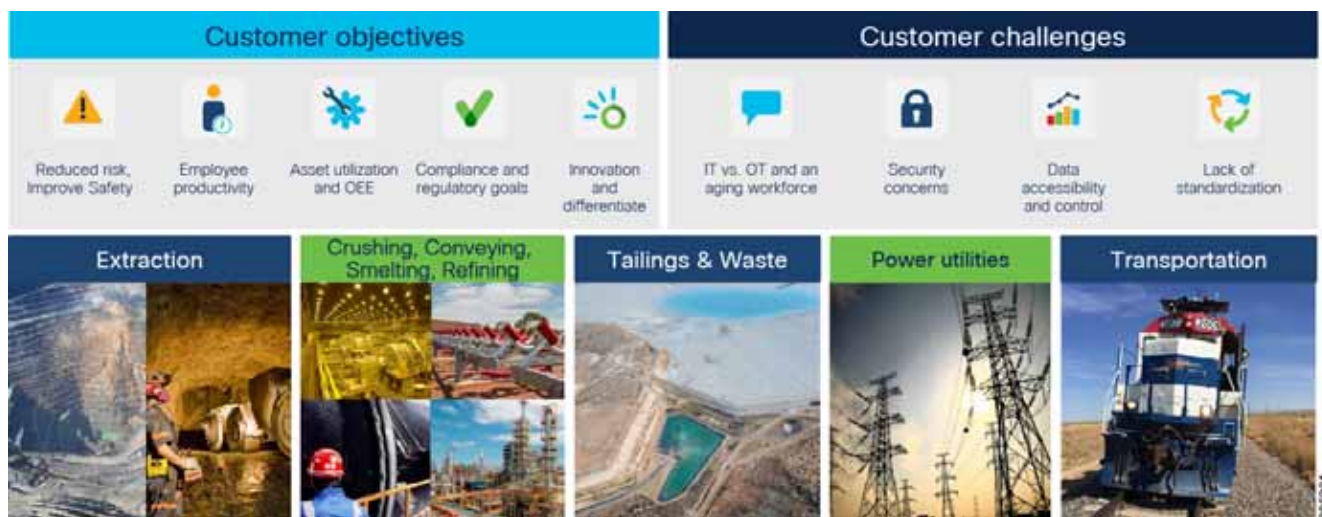 Customer objectives
Customer challenges
Reduced risk,
Improve Safety
Employee
productivity
Asset utilization
and OEE
Compliance and
regulatory goals
Innovation
and
differentiate
IT vs. OT and an
aging workforce
Security
concerns
Data
accessibility
and control
Lack of
standardization
Extraction
Crushing, Conveying,
Smelting, Refining
Tailings & Waste
Power utilities
Transportation